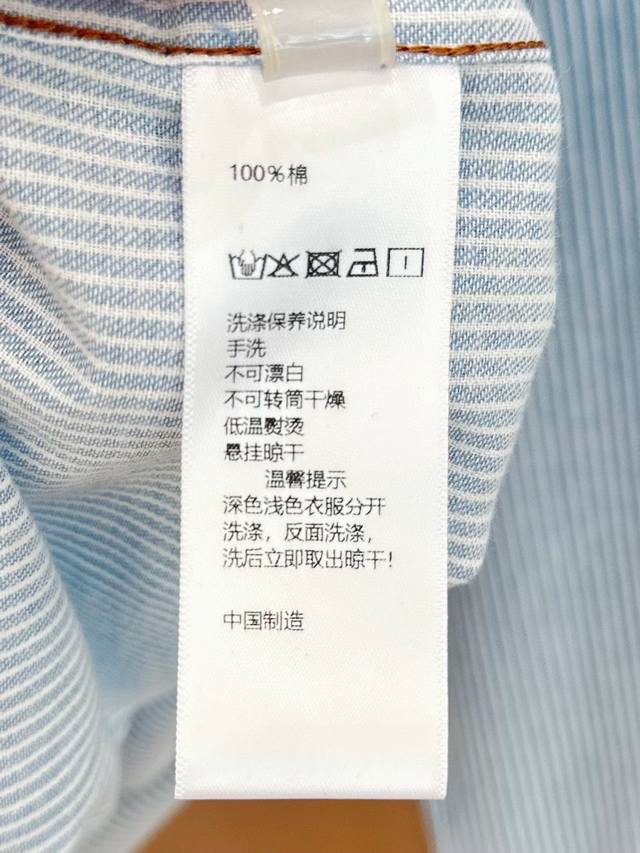 100%棉
洗涤保养说明
手洗
不可漂白
不可转筒干燥
低温熨烫
悬挂晾干
温馨提示
深色浅色衣服分开
洗涤，反面洗涤，
洗后立即取出晾干！
中国制造